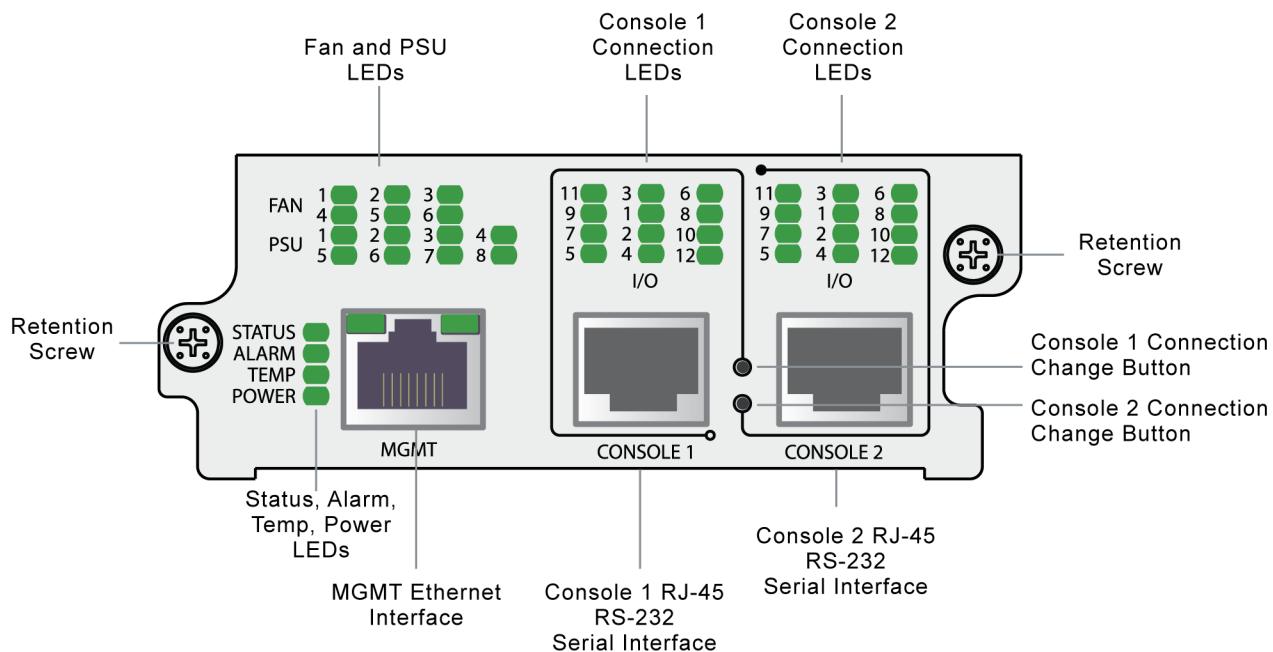 Console 1
Connection
LEDs
Console 2
Connection
LEDs
Fan and PSU
LEDs
FAN
1 2 3
4 5 6
PSU
1 2 3 4
5 6 7 8
11 3 6
9 1 8
7 2 10
5 4 12
I/O
11 3 6
9 1 8
7 2 10
5 4 12
I/O
Retention
Screw
Retention
Screw
STATUS
ALARM
TEMP
POWER
MGMT
CONSOLE 1
CONSOLE 2
Console 1 Connection
Change Button
Console 2 Connection
Change Button
Status, Alarm,
Temp, Power
LEDs
MGMT Ethernet
Interface
Console 1 RJ-45
RS-232
Serial Interface
Console 2 RJ-45
RS-232
Serial Interface